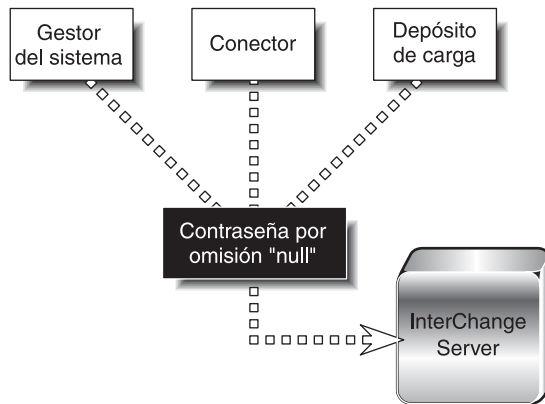 Gestor
del sistema
Conector
Depósito
de carga
Contraseña por
omisión "null"
InterChange
Server